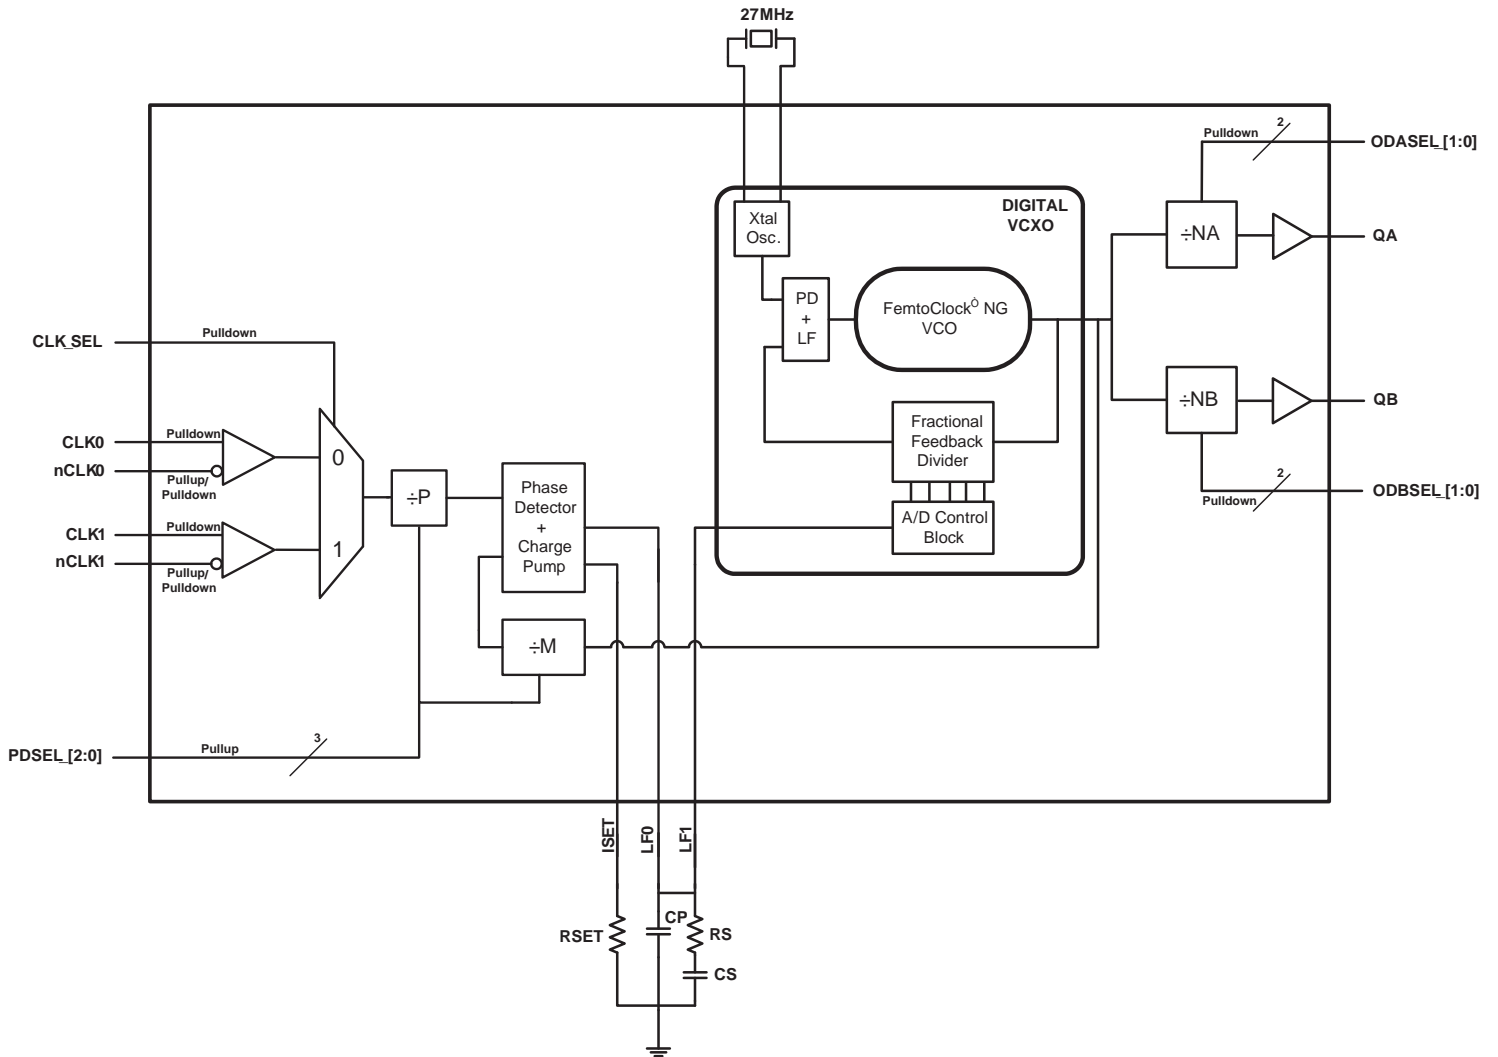 27MHz
2
Pulldown
ODASEL_[1:0]
DIGITAL
VCXO
Xtal
Osc.
÷NA
QA
PD
+
LF
FemtoClockÒ NG
VCO
CLK_SEL
Pulldown
÷NB
QB
Fractional
Feedback
Divider
CLK0
Pulldown
0
nCLK0
Pullup/
Pulldown
÷P
Phase
Detector
+
Charge
Pump
2
Pulldown
ODBSEL_[1:0]
A/D Control
Block
CLK1
Pulldown
1
nCLK1
Pullup/
Pulldown
÷M
PDSEL_[2:0]
Pullup
3
ISET
LF0
LF1
RSET
CP
RS
CS